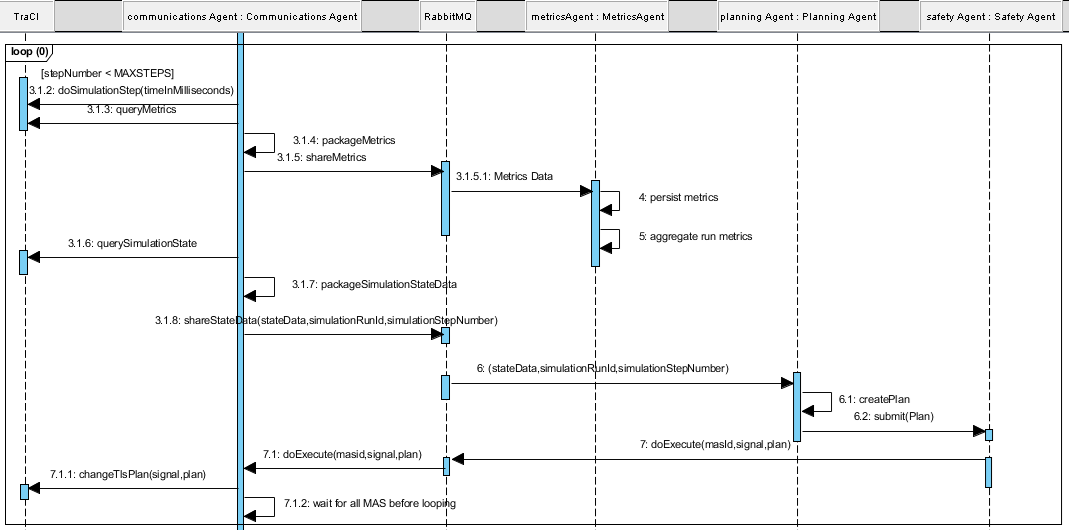 TraCI
communications Agent : Communications Agent
RabbitMQ
metricsAgent : MetricsAgent
planning Agent : Planning Agent
safety Agent : Safety Agent
loop (0)
[stepNumber < MAXSTEPS]
3.1.2: doSimulationStep(timeInMilliseconds)
3.1.3: queryMetrics
3.1.4: packageMetrics
3.1.5: shareMetrics
3.1.5.1: Metrics Data
4: persist metrics
5: aggregate run metrics
3.1.6: querySimulationState
3.1.7: packageSimulationStateData
3.1.8: shareStateData(stateData,simulationRunId,simulationStepNumber)
6: (stateData,simulationRunId,simulationStepNumber)
6.1: createPlan
6.2: submit(Plan)
7: doExecute(masId,signal,plan)
7.1: doExecute(masid,signal,plan)
7.1.1: changeTlsPlan(signal,plan)
7.1.2: wait for all MAS before looping